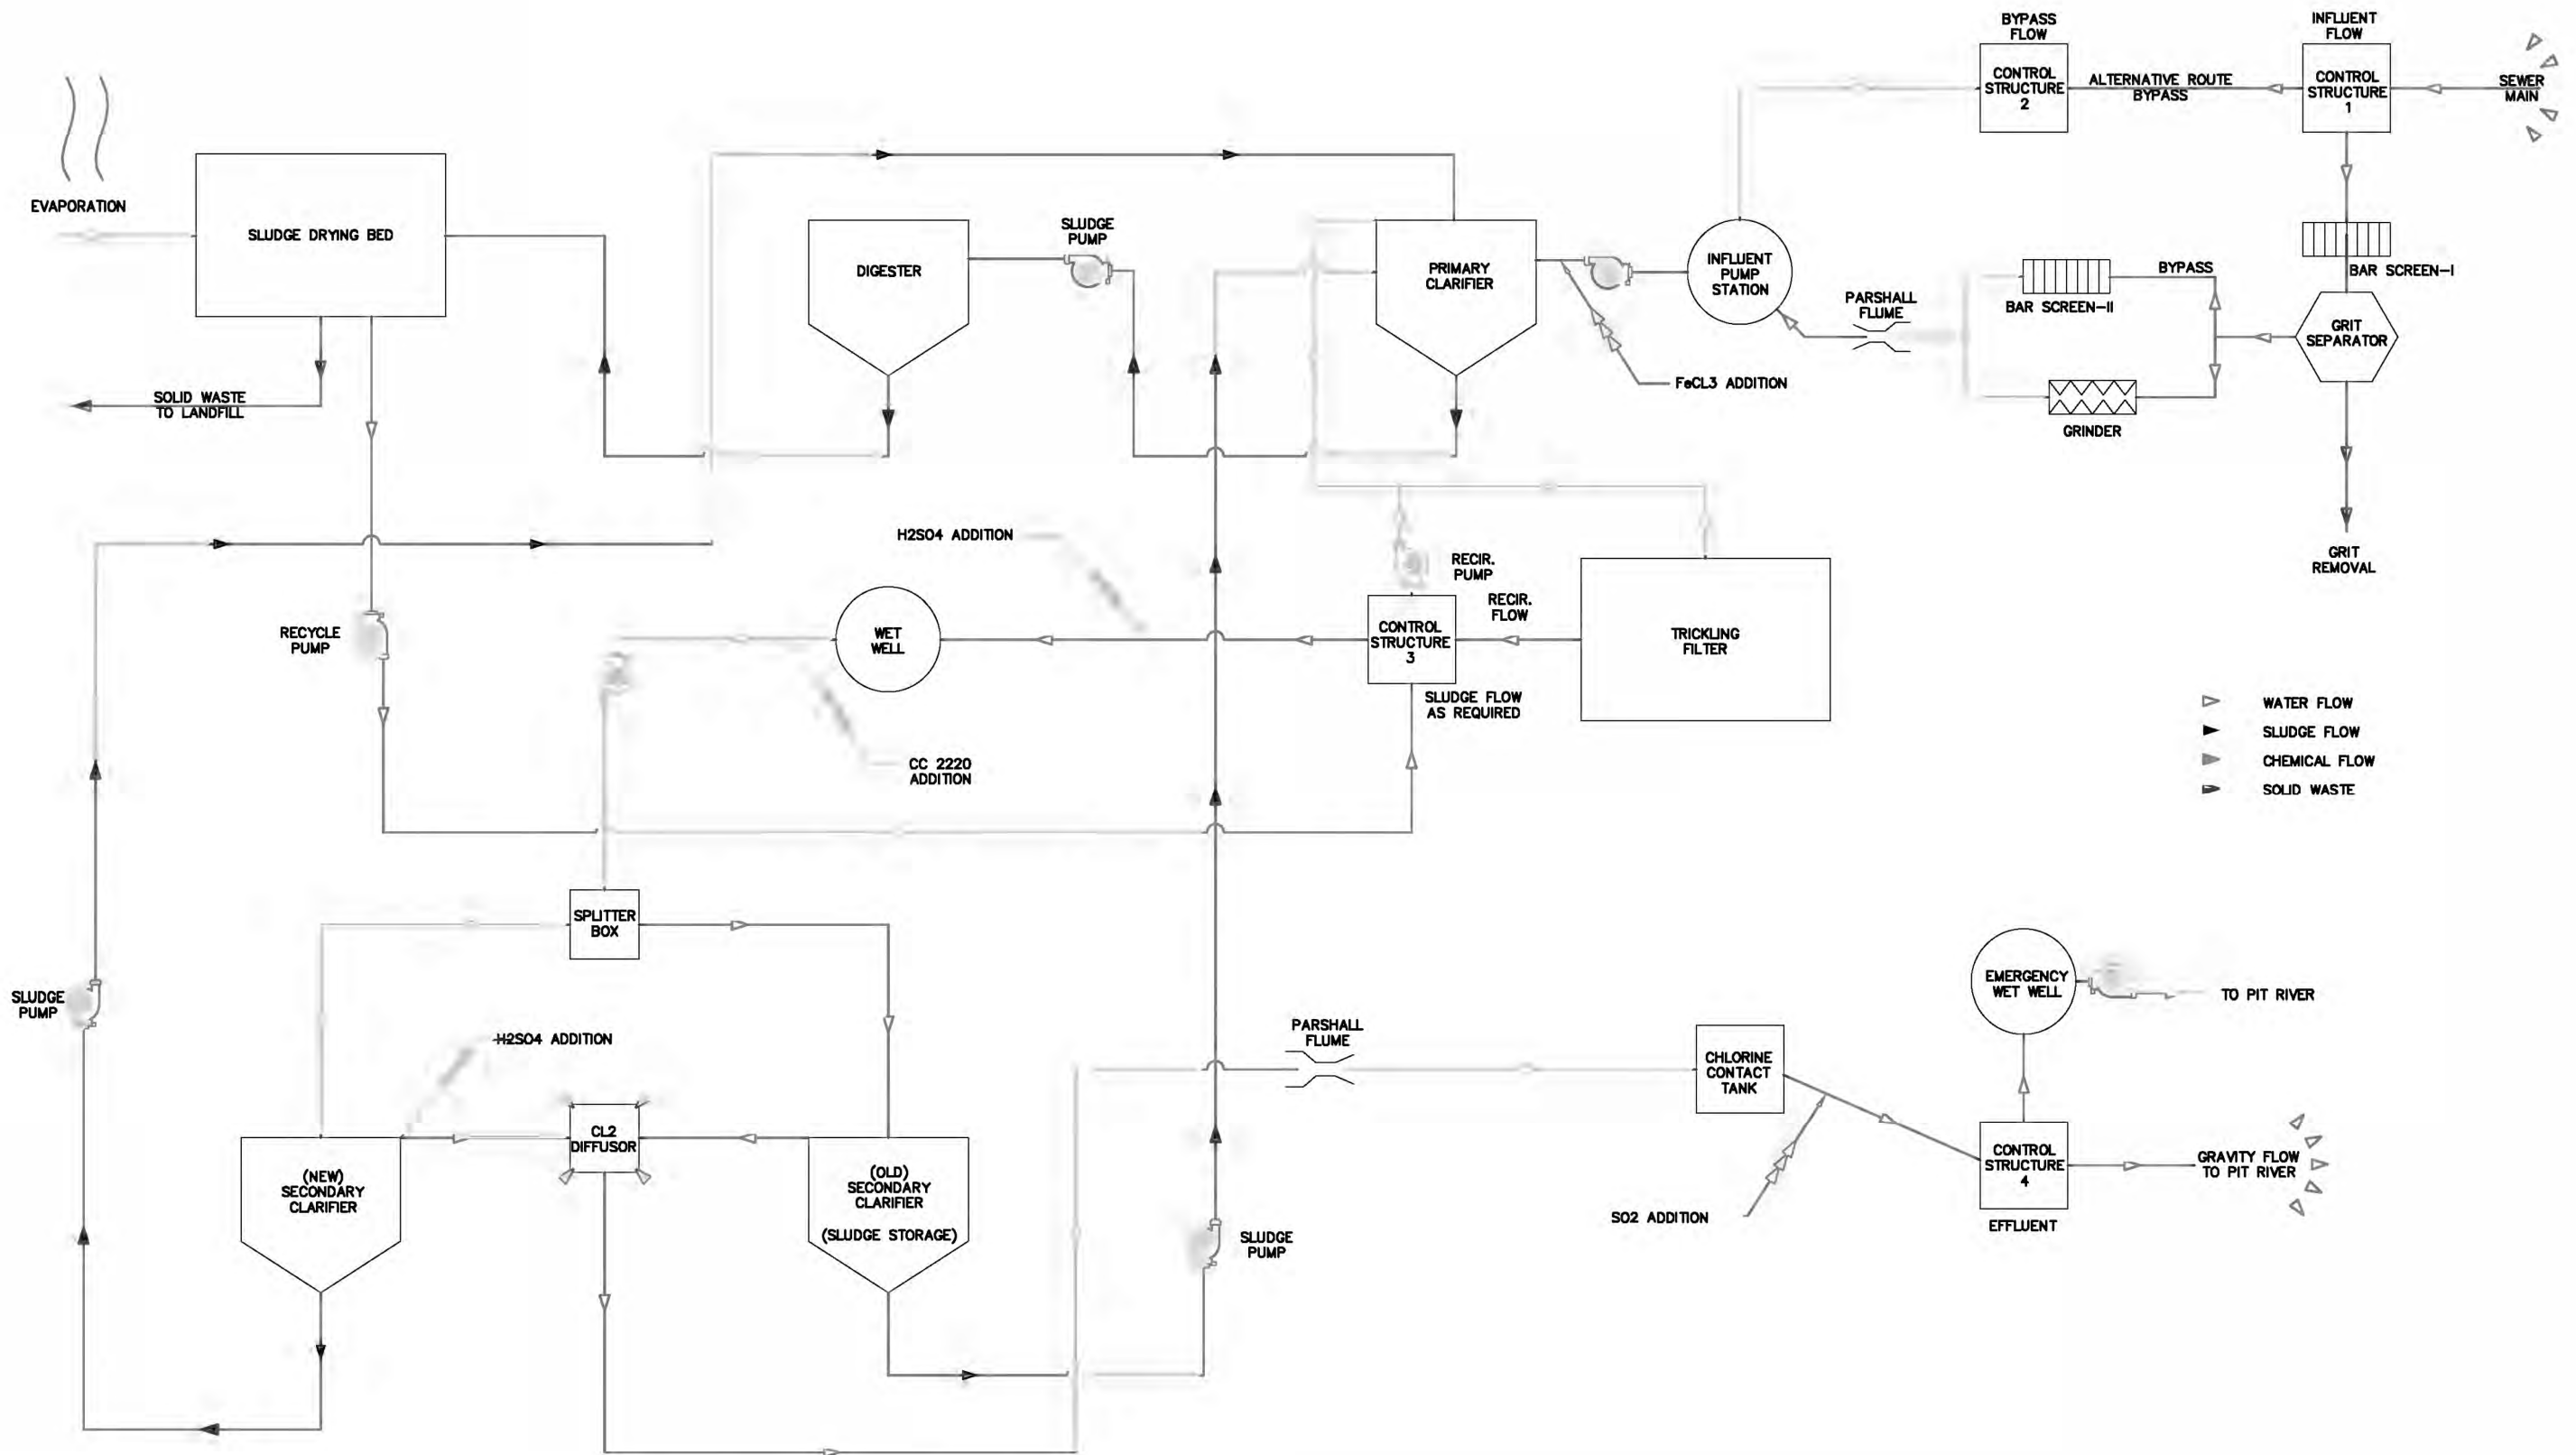 BYPASS
FLOW
INFLUENT
FLOW
CONTROL
STRUCTURE
2
ALTERNATIVE ROUTE
BYPASS
CONTROL
STRUCTURE
1
SEWER
MAIN
EVAPORATION
SLUDGE DRYING BED
DIGESTER
SLUDGE
PUMP
PRIMARY
CLARIFIER
INFLUENT
PUMP
STATION
PARSHALL
FLUME
BYPASS
BAR SCREEN-II
BAR SCREEN-I
GRIT
SEPARATOR
GRINDER
FeCL3 ADDITION
SOLID WASTE
TO LANDFILL
GRIT
REMOVAL
H2SO4 ADDITION
RECIR.
PUMP
RECIR.
FLOW
RECYCLE
PUMP
WET
WELL
CONTROL
STRUCTURE
3
TRICKLING
FILTER
SLUDGE FLOW
AS REQUIRED
CC 2220
ADDITION
WATER FLOW
SLUDGE FLOW
CHEMICAL FLOW
SOLID WASTE
SPLITTER
BOX
SLUDGE
PUMP
EMERGENCY
WET WELL
TO PIT RIVER
H2SO4 ADDITION
PARSHALL
FLUME
CHLORINE
CONTACT
TANK
CL2
DIFFUSOR
(NEW)
SECONDARY
CLARIFIER
(OLD)
SECONDARY
CLARIFIER
(SLUDGE STORAGE)
CONTROL
STRUCTURE
4
GRAVITY FLOW
TO PIT RIVER
SO2 ADDITION
EFFLUENT
SLUDGE
PUMP